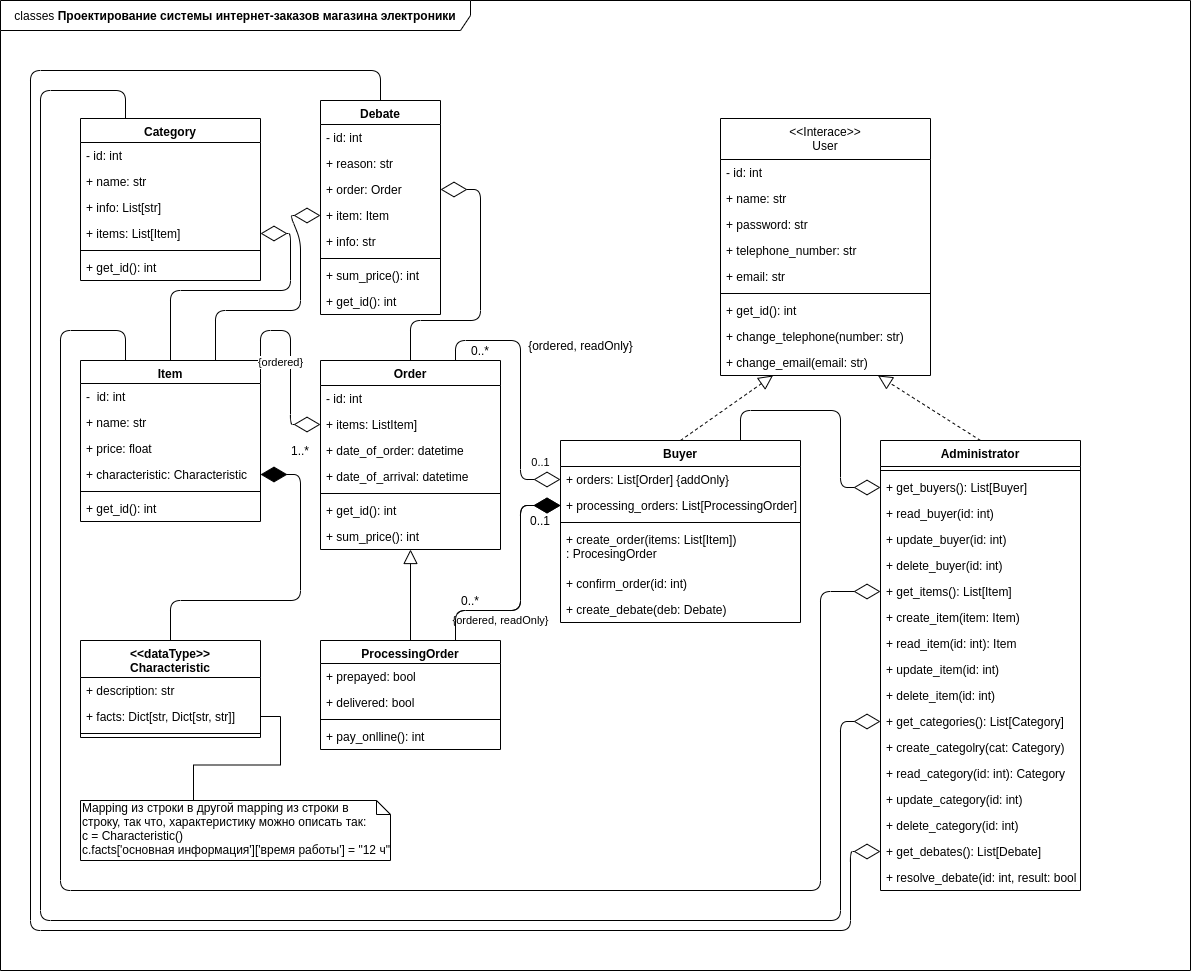 classes Проектирование системы интернет-заказов магазина электроники
Category
- id: int
+ name: str
+ info: List[str]
+ items: List[Item]
+ get_id(): int
Debate
- id: int
+ reason: str
+ order: Order
+ item: Item
+ info: str
+ sum_price(): int
+ get_id(): int
<<Interace>>
User
- id: int
+ name: str
+ password: str
+ telephone_number: str
+ email: str
+ get_id(): int
+ change_telephone(number: str)
+ change_email(email: str)
Item
- id: int
+ name: str
+ price: float
+ characteristic: Characteristic
+ get_id(): int
{ordered}
1..*
Order
- id: int
+ items: ListItem]
+ date_of_order: datetime
+ date_of_arrival: datetime
+ get_id(): int
+ sum_price(): int
0..*
{ordered, readOnly}
0..1
0..1
0..*
{ordered, readOnly}
Buyer
+ orders: List[Order] {addOnly}
+ processing_orders: List[ProcessingOrder]
+ create_order(items: List[Item])
: ProcesingOrder
+ confirm_order(id: int)
+ create_debate(deb: Debate)
Administrator
+ get_buyers(): List[Buyer]
+ read_buyer(id: int)
+ update_buyer(id: int)
+ delete_buyer(id: int)
+ get_items(): List[Item]
+ create_item(item: Item)
+ read_item(id: int): Item
+ update_item(id: int)
+ delete_item(id: int)
+ get_categories(): List[Category]
+ create_categolry(cat: Category)
+ read_category(id: int): Category
+ update_category(id: int)
+ delete_category(id: int)
+ get_debates(): List[Debate]
+ resolve_debate(id: int, result: bool
<<dataType>>
Characteristic
+ description: str
+ facts: Dict[str, Dict[str, str]]
ProcessingOrder
+ prepayed: bool
+ delivered: bool
+ pay_onlline(): int
Mapping из строки в другой mapping из строки в
строку, так что, характеристику можно описать так:
c = Characteristic()
c.facts['основная информация']['время работы'] = "12 ч"